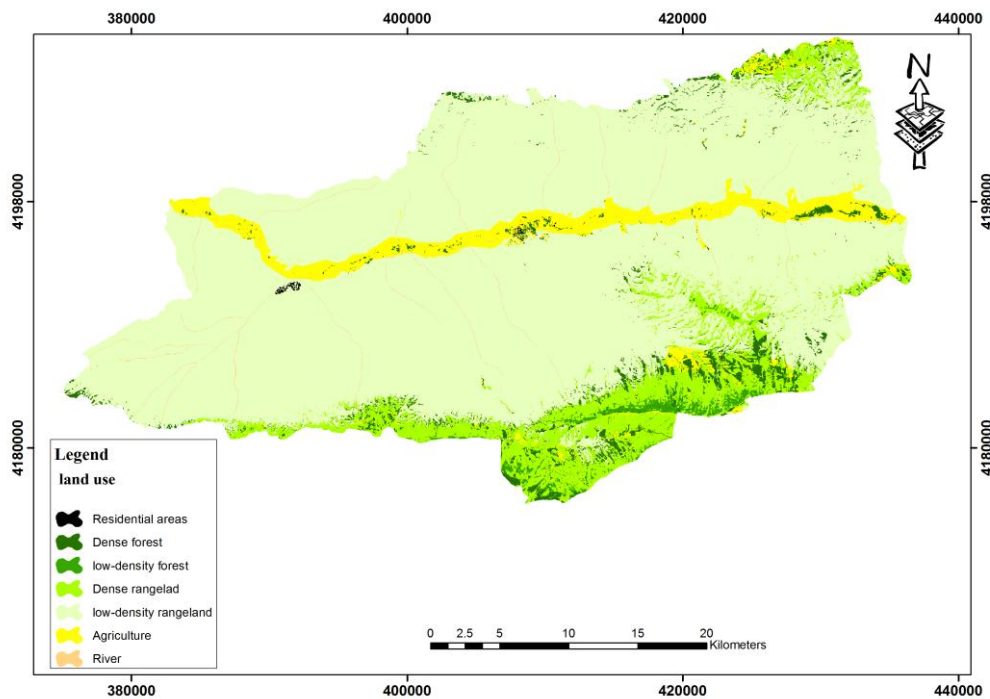 380000 400000 420000 440000
N
4198000 4198000
4180000 4180000
Legend
land use
Residential areas
Dense forest
low-density forest
Dense rangelad
low-density rangeland
Agriculture
River
0 2.5 5 10 15 20
Kilometers
380000 400000 420000 440000